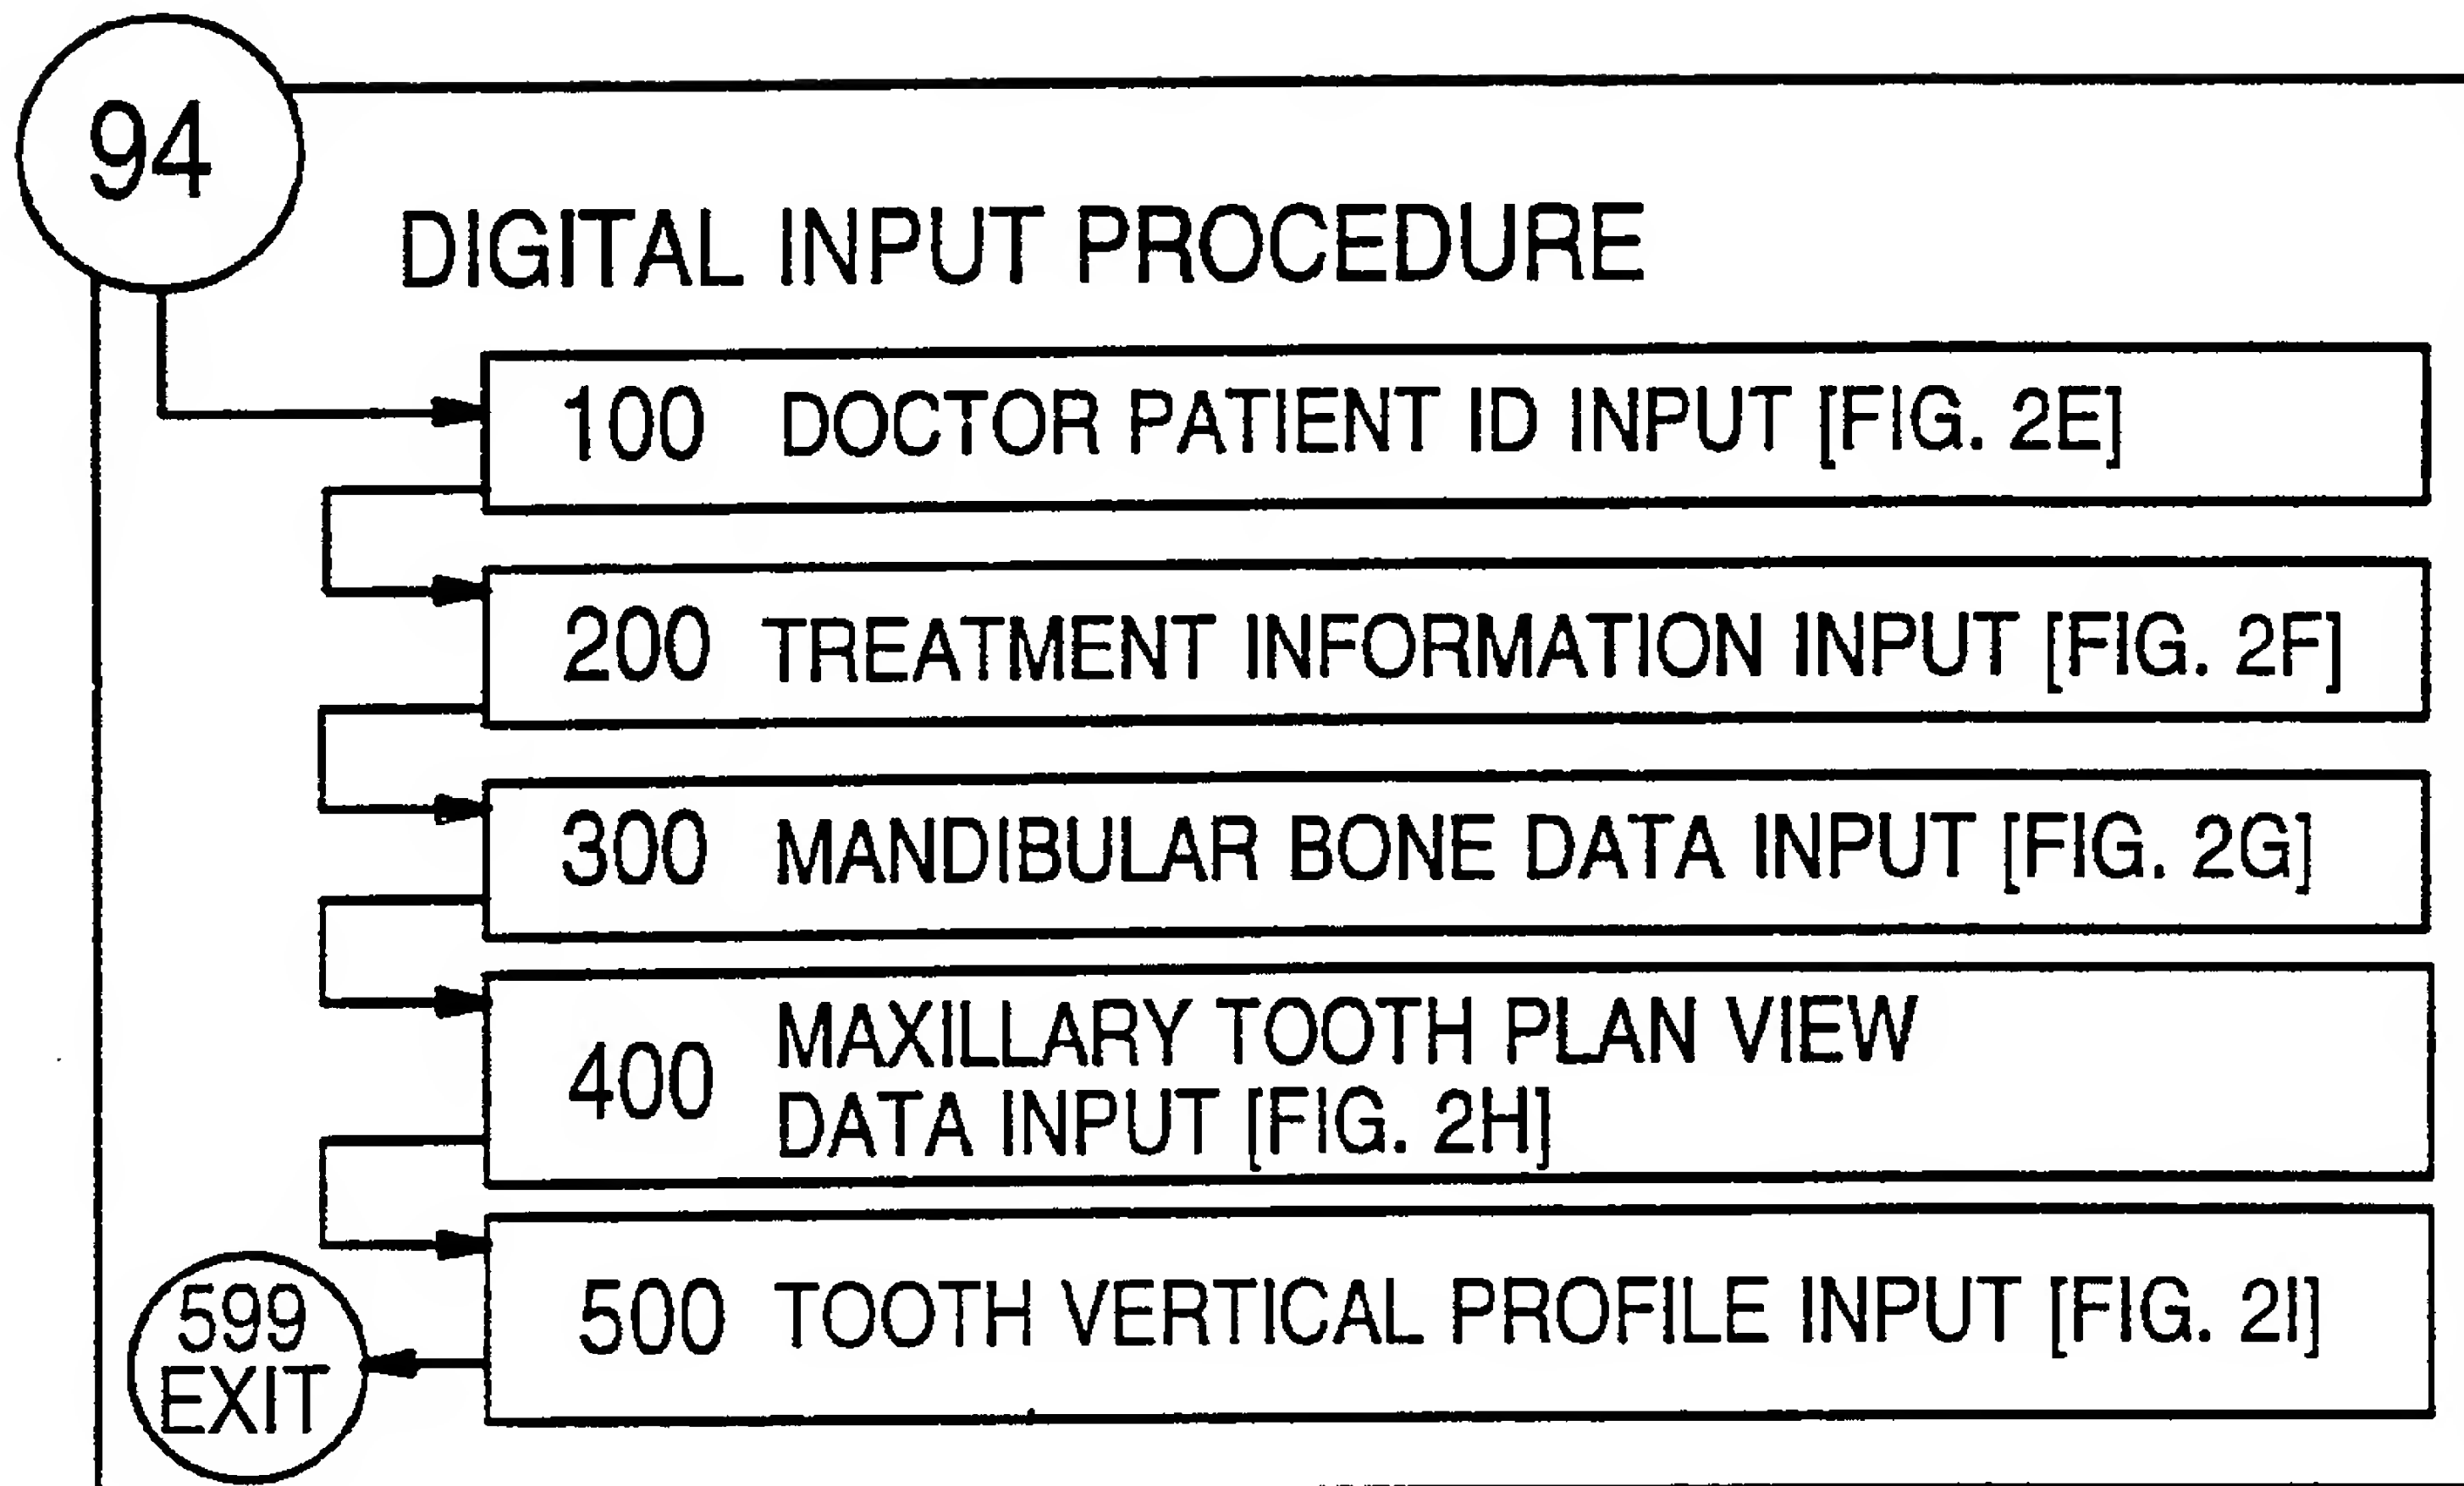 94
DIGITAL INPUT PROCEDURE
100 DOCTOR PATIENT ID INPUT [FIG. 2E]
200 TREATMENT INFORMATION INPUT [FIG. 2F]
300 MANDIBULAR BONE DATA INPUT [FIG. 2G]
400 MAXILLARY TOOTH PLAN VIEW
DATA INPUT [FIG. 2H]
500 TOOTH VERTICAL PROFILE INPUT [FIG. 2I]
599
EXIT